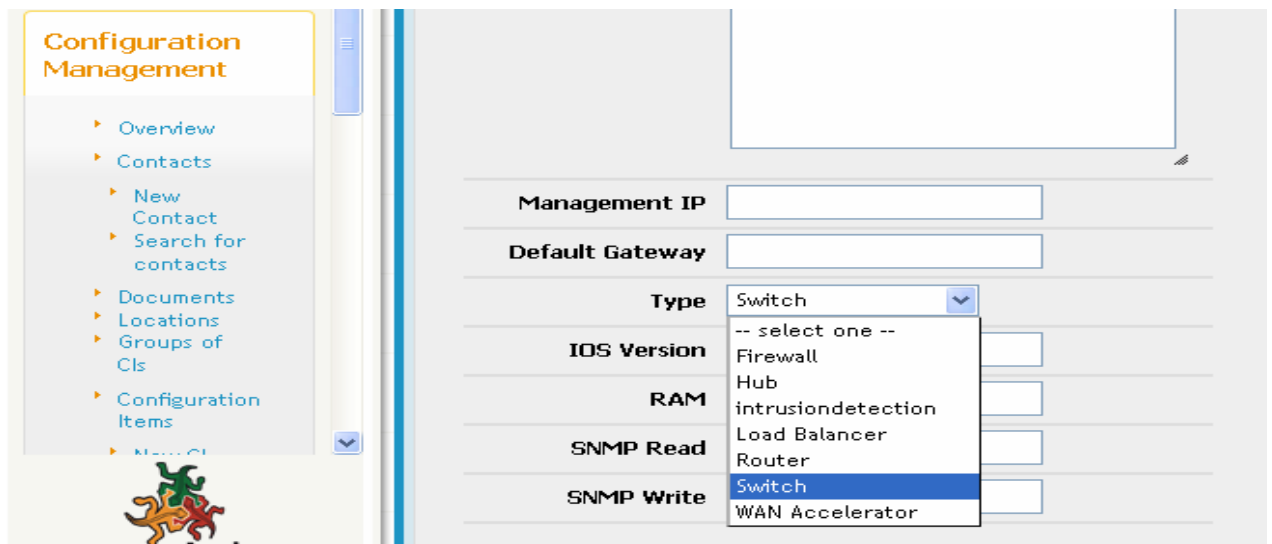 Configuration
Management
Overview
Contacts
New
Contact
Search for
contacts
Documents
Locations
Groups of
CIs
Configuration
Items
New CI
Management IP
Default Gateway
Type
Switch
-- select one --
Firewall
Hub
intrusiondetection
Load Balancer
Router
Switch
WAN Accelerator
IOS Version
RAM
SNMP Read
SNMP Write